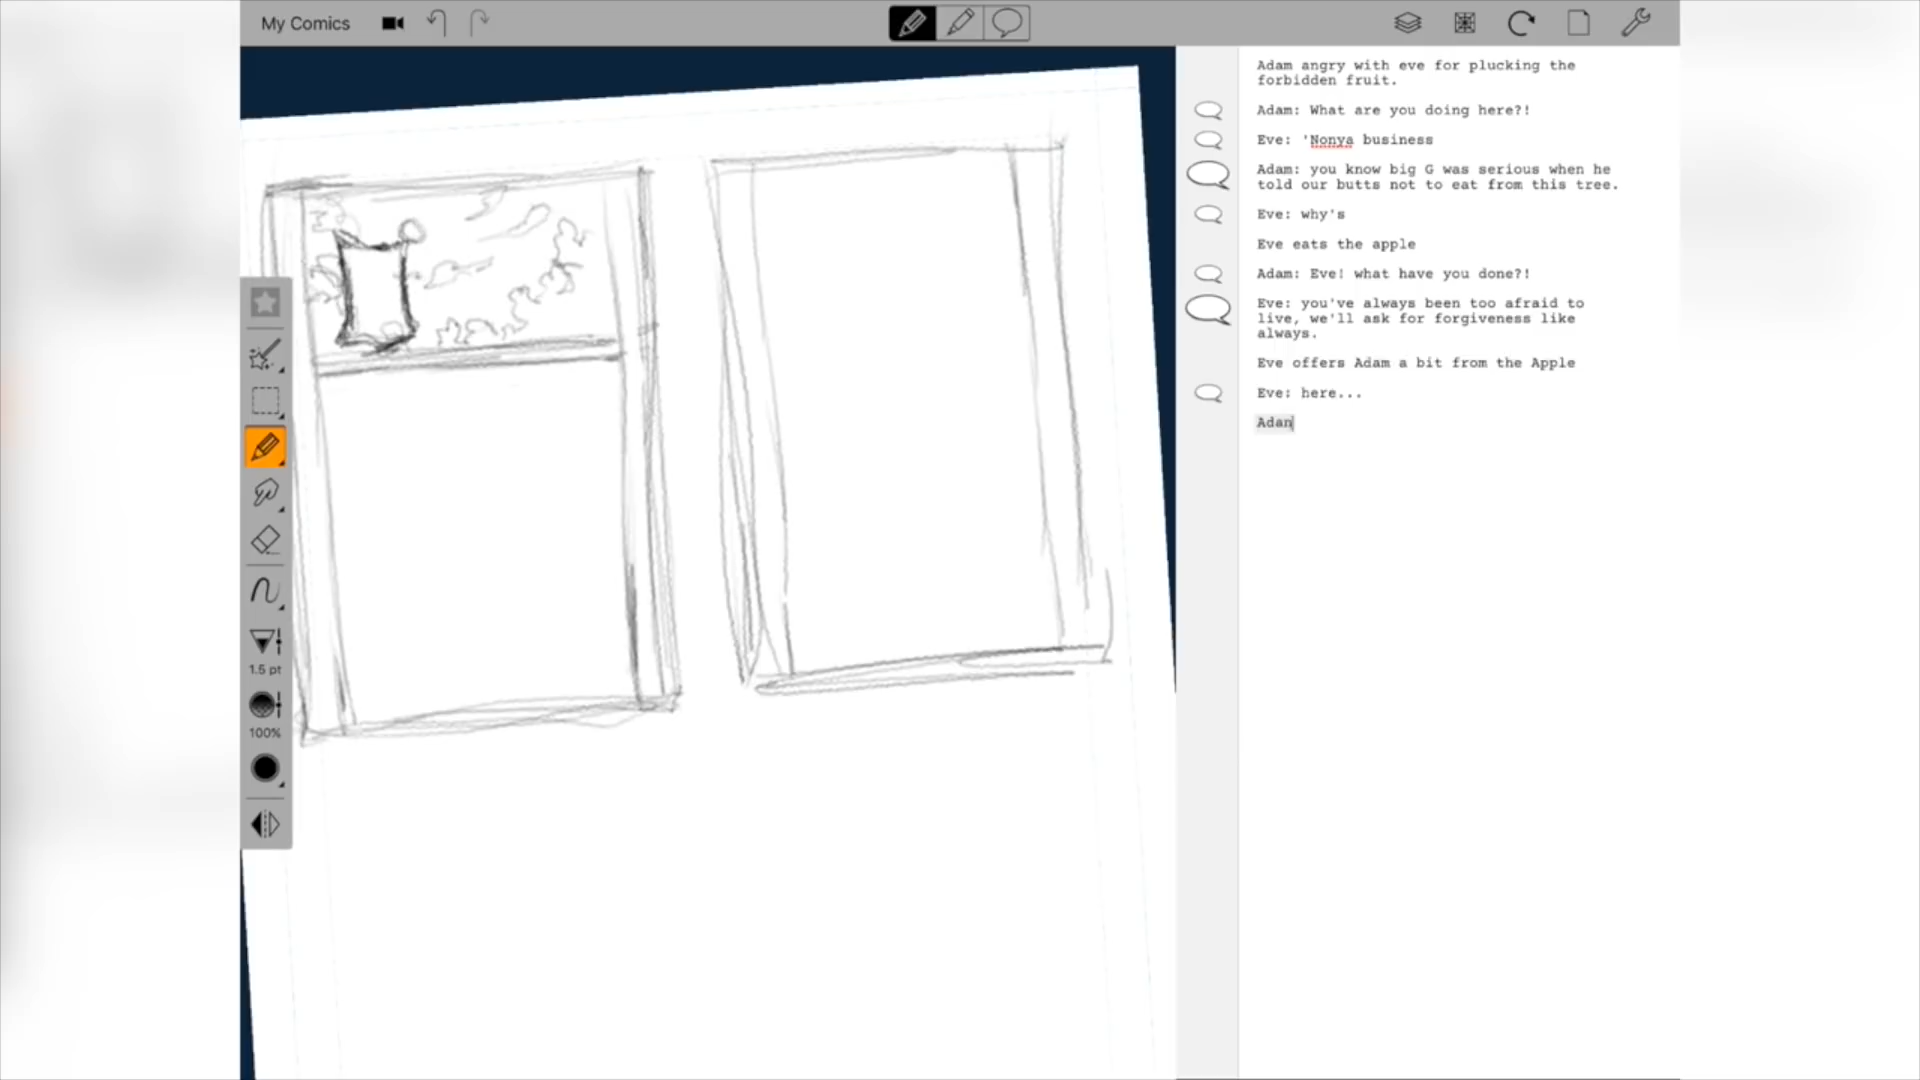 My Comics
Adam angry with eve for plucking the
forbidden fruit.
Adam: What are you doing here?!
Eve: 'Nonya business
Adam: you know big G was serious when he
told our butts not to eat from this tree.
Eve: why's
Eve eats the apple
Adam: Eve! what have you done?!
Eve: you've always been too afraid to
live, we'll ask for forgiveness like
always.
Eve offers Adam a bit from the Apple
Eve: here...
Adan
1.5 pt
100%